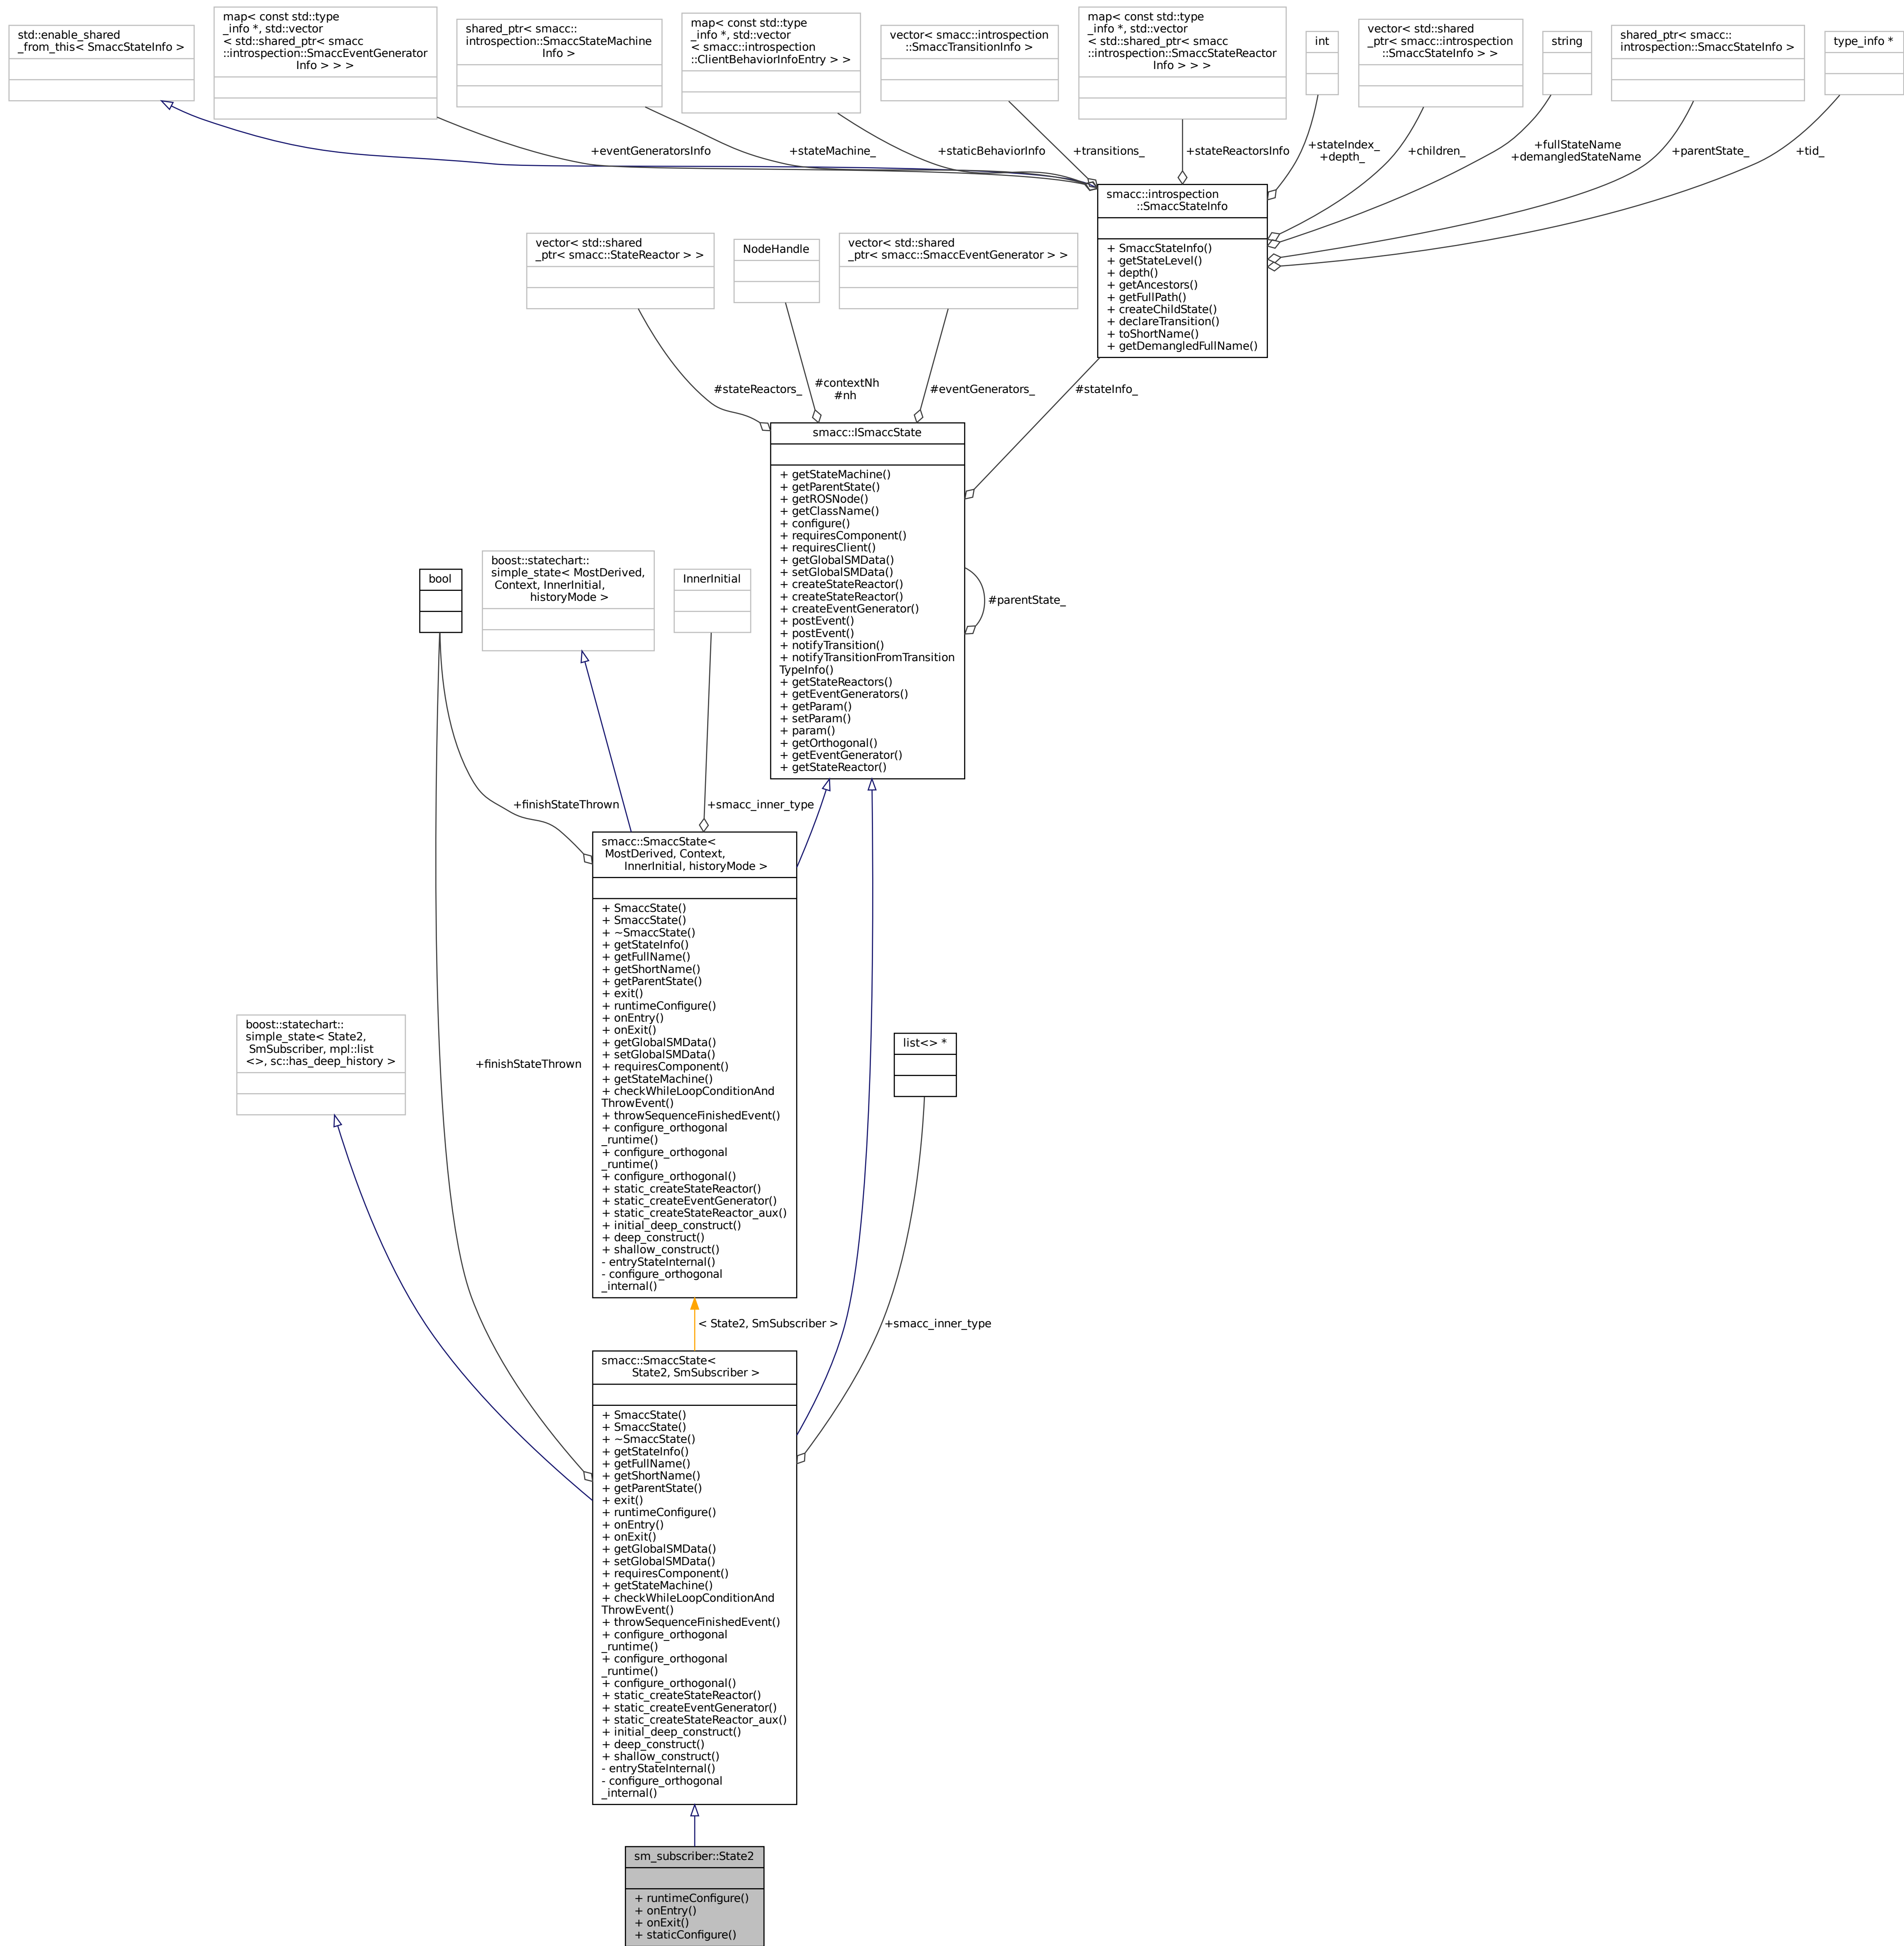 std::enable_shared
_from_this< SmaccStateInfo >
map< const std::type
_info *, std::vector
< std::shared_ptr< smacc
::introspection::SmaccEventGenerator
Info > > >
shared_ptr< smacc::
introspection::SmaccStateMachine
Info >
map< const std::type
_info *, std::vector
< smacc::introspection
::ClientBehaviorInfoEntry > >
vector< smacc::introspection
::SmaccTransitionInfo >
map< const std::type
_info *, std::vector
< std::shared_ptr< smacc
::introspection::SmaccStateReactor
Info > > >
int
vector< std::shared
_ptr< smacc::introspection
::SmaccStateInfo > >
string
shared_ptr< smacc::
introspection::SmaccStateInfo >
type_info *
+eventGeneratorsInfo
+stateMachine_
+staticBehaviorInfo
+transitions_
+stateReactorsInfo
+stateIndex_
+depth_
+children_
+fullStateName
+demangledStateName
+parentState_
+tid_
smacc::introspection
::SmaccStateInfo
+ SmaccStateInfo()
+ getStateLevel()
+ depth()
+ getAncestors()
+ getFullPath()
+ createChildState()
+ declareTransition()
+ toShortName()
+ getDemangledFullName()
vector< std::shared
_ptr< smacc::StateReactor > >
NodeHandle
vector< std::shared
_ptr< smacc::SmaccEventGenerator > >
#stateReactors_
#contextNh
#nh
#eventGenerators_
#stateInfo_
smacc::ISmaccState
+ getStateMachine()
+ getParentState()
+ getROSNode()
+ getClassName()
+ configure()
+ requiresComponent()
+ requiresClient()
+ getGlobalSMData()
+ setGlobalSMData()
+ createStateReactor()
+ createStateReactor()
+ createEventGenerator()
+ postEvent()
+ postEvent()
+ notifyTransition()
+ notifyTransitionFromTransition
TypeInfo()
+ getStateReactors()
+ getEventGenerators()
+ getParam()
+ setParam()
+ param()
+ getOrthogonal()
+ getEventGenerator()
+ getStateReactor()
#parentState_
bool
boost::statechart::
simple_state< MostDerived,
Context, InnerInitial,
historyMode >
InnerInitial
+finishStateThrown
+smacc_inner_type
smacc::SmaccState<
MostDerived, Context,
InnerInitial, historyMode >
+ SmaccState()
+ SmaccState()
+ ~SmaccState()
+ getStateInfo()
+ getFullName()
+ getShortName()
+ getParentState()
+ exit()
+ runtimeConfigure()
+ onEntry()
+ onExit()
+ getGlobalSMData()
+ setGlobalSMData()
+ requiresComponent()
+ getStateMachine()
+ checkWhileLoopConditionAnd
ThrowEvent()
+ throwSequenceFinishedEvent()
+ configure_orthogonal
_runtime()
+ configure_orthogonal
_runtime()
+ configure_orthogonal()
+ static_createStateReactor()
+ static_createEventGenerator()
+ static_createStateReactor_aux()
+ initial_deep_construct()
+ deep_construct()
+ shallow_construct()
- entryStateInternal()
- configure_orthogonal
_internal()
boost::statechart::
simple_state< State2,
SmSubscriber, mpl::list
<>, sc::has_deep_history >
+finishStateThrown
list<> *
< State2, SmSubscriber >
+smacc_inner_type
smacc::SmaccState<
State2, SmSubscriber >
+ SmaccState()
+ SmaccState()
+ ~SmaccState()
+ getStateInfo()
+ getFullName()
+ getShortName()
+ getParentState()
+ exit()
+ runtimeConfigure()
+ onEntry()
+ onExit()
+ getGlobalSMData()
+ setGlobalSMData()
+ requiresComponent()
+ getStateMachine()
+ checkWhileLoopConditionAnd
ThrowEvent()
+ throwSequenceFinishedEvent()
+ configure_orthogonal
_runtime()
+ configure_orthogonal
_runtime()
+ configure_orthogonal()
+ static_createStateReactor()
+ static_createEventGenerator()
+ static_createStateReactor_aux()
+ initial_deep_construct()
+ deep_construct()
+ shallow_construct()
- entryStateInternal()
- configure_orthogonal
_internal()
sm_subscriber::State2
+ runtimeConfigure()
+ onEntry()
+ onExit()
+ staticConfigure()